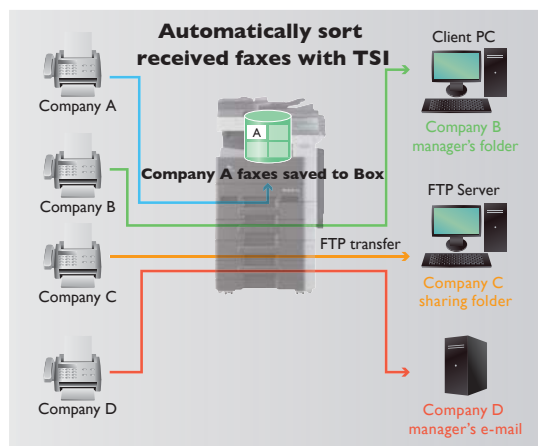 Automatically sort
received faxes with TSI
Client PC
Company A
A
Company A faxes saved to Box
Company B
manager's folder
Company B
FTP Server
FTP transfer
Company C
Company C
sharing folder
Company D
Company D
manager's e-mail